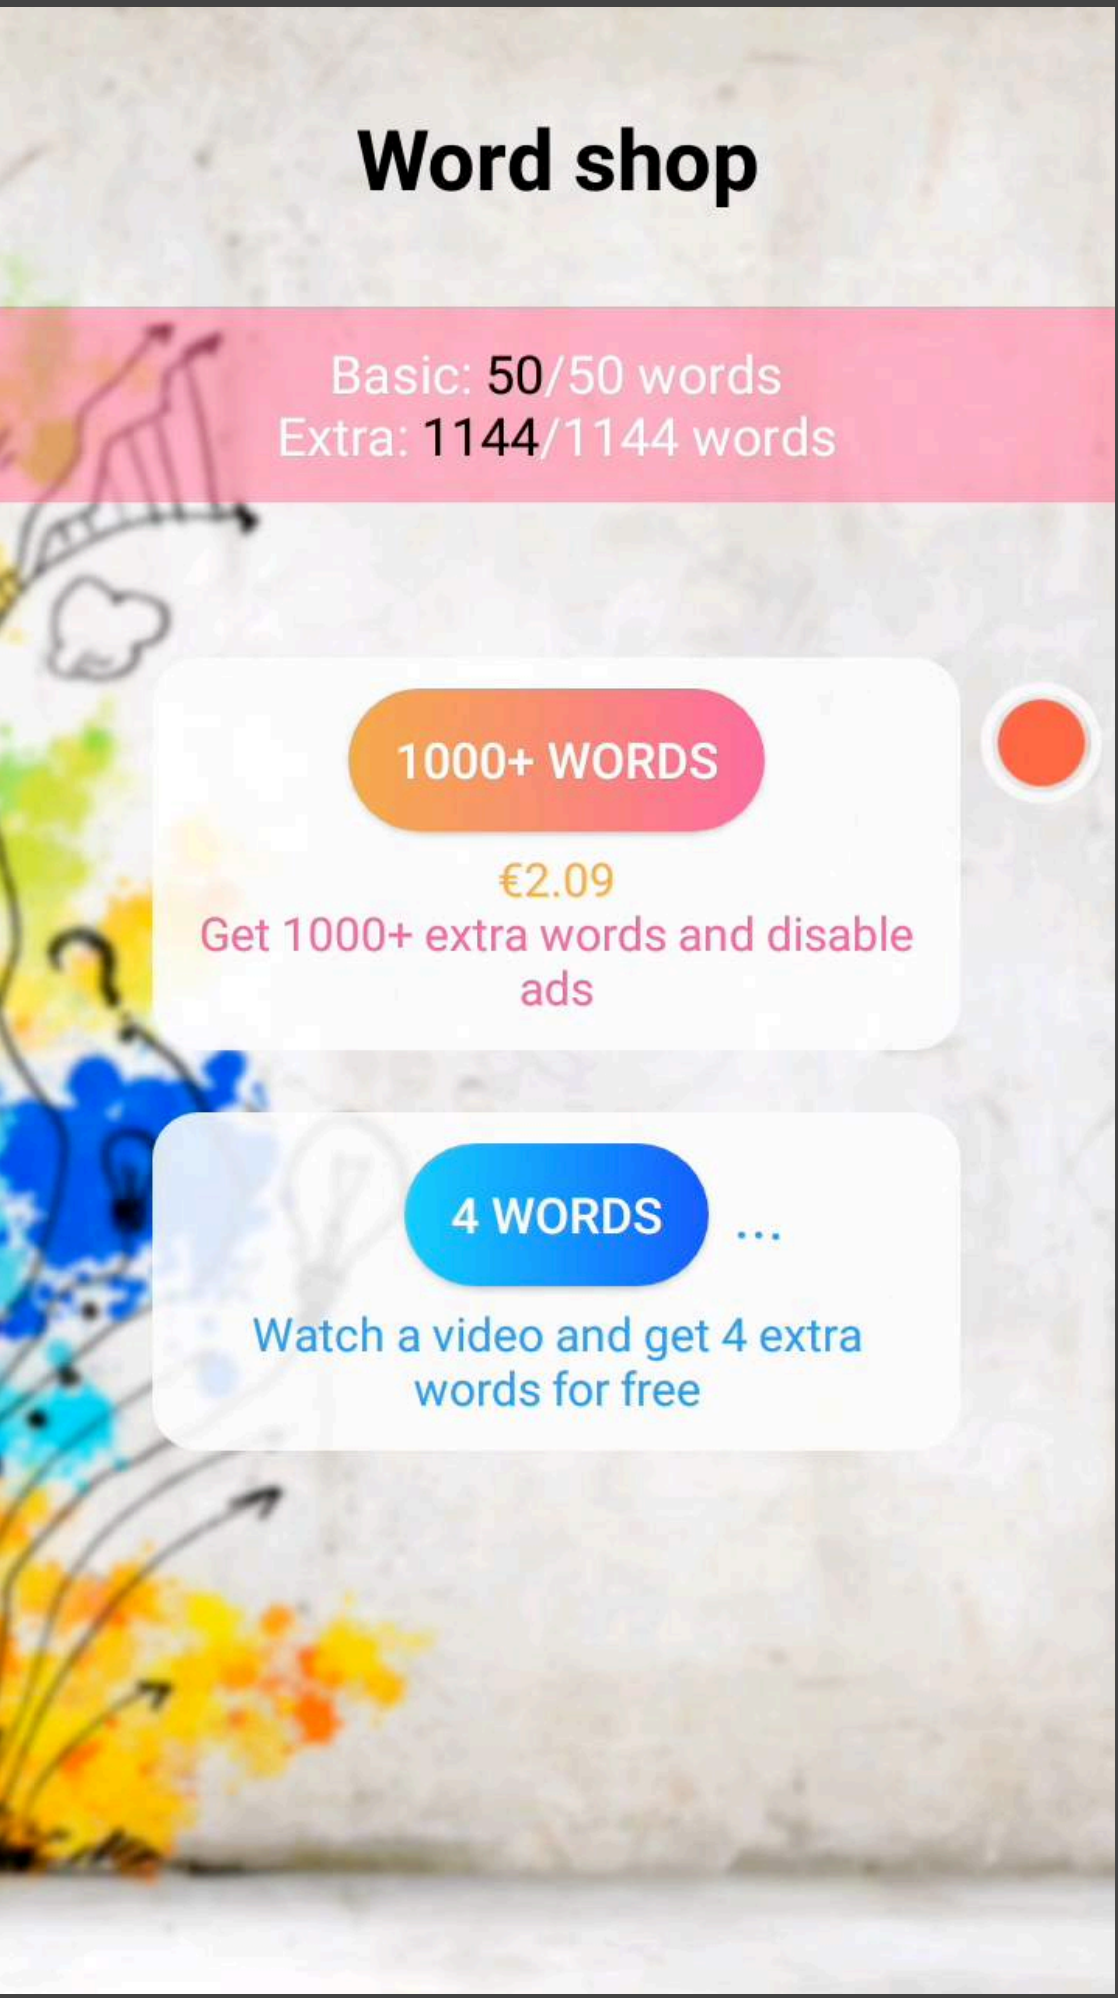 Word shop
Basic: 50/50 words
Extra: 1144/1144 words
1000+ WORDS
€2.09
Get 1000+ extra words and disable
ads
4 WORDS ...
Watch a video and get 4 extra
words for free